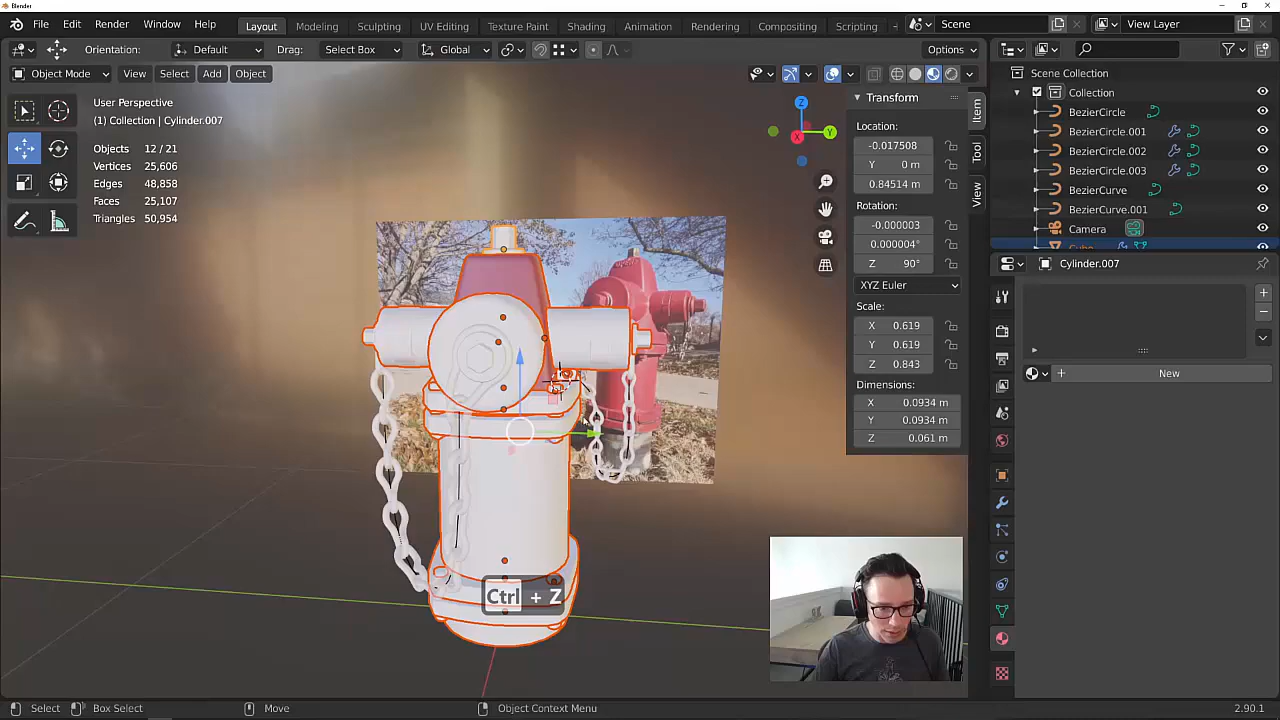 Blender
File Edit Render Window Help Layout Modeling Sculpting UV Editing Texture Paint Shading Animation Rendering Compositing Scripting + Scene View Layer
Orientation: Default Drag: Select Box Global Options
Object Mode View Select Add Object
User Perspective
(1) Collection | Cylinder.007
Objects 12 / 21
Vertices 25,606
Edges 48,858
Faces 25,107
Triangles 50,954
Z
Y
X
Transform
Location:
-0.017508
Y 0 m
Z 0.84514 m
Rotation:
-0.000003
0.000004°
Z 90°
XYZ Euler
Scale:
X 0.619
Y 0.619
Z 0.843
Dimensions:
X 0.0934 m
Y 0.0934 m
Z 0.061 m
Item
Tool
View
Scene Collection
Collection
BezierCircle
BezierCircle.001
BezierCircle.002
BezierCircle.003
BezierCurve
BezierCurve.001
Camera
Cube
Cylinder.007
+ New
Ctrl + Z
Select Box Select Move Object Context Menu 2.90.1